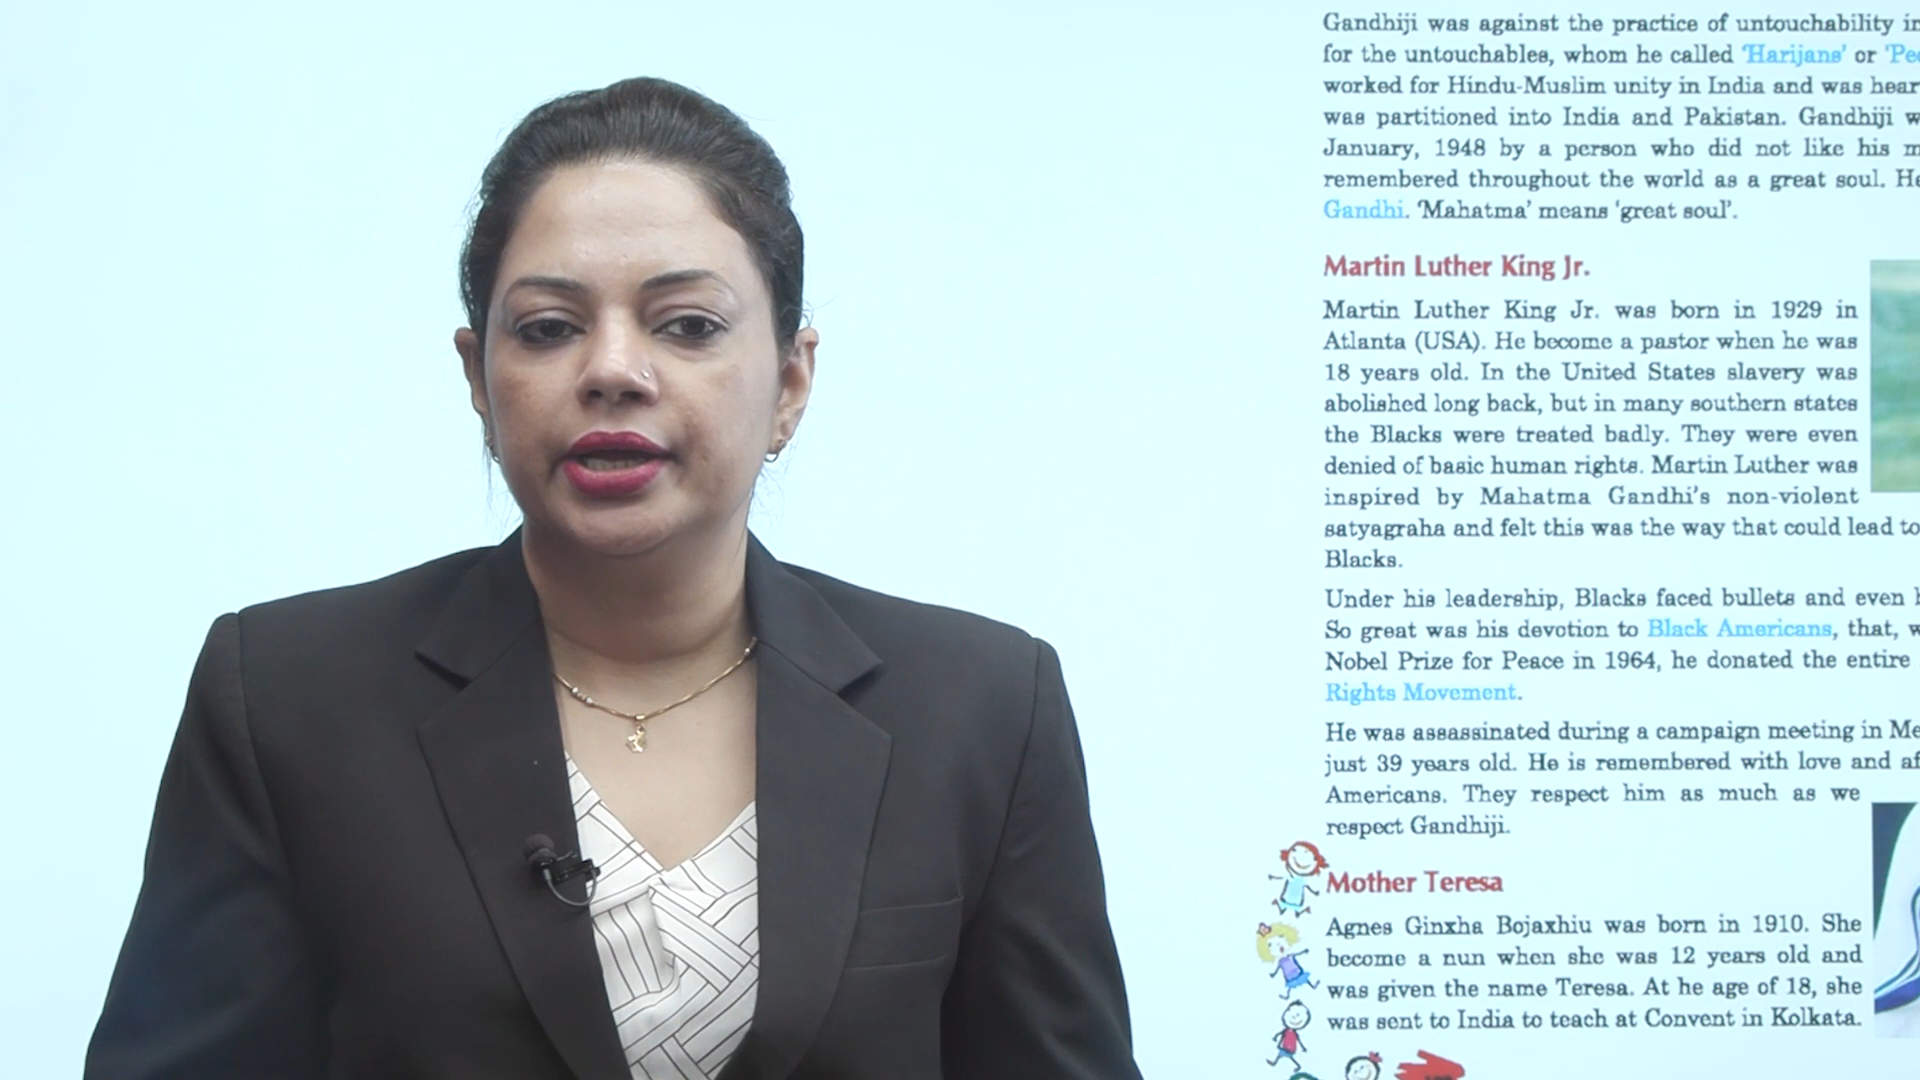 Gandhiji was against the practice of untouchability in
for the untouchables, whom he called 'Harijans' or 'Pe
worked for Hindu-Muslim unity in India and was hear
was partitioned into India and Pakistan. Gandhiji w
January, 1948 by a person who did not like his m
remembered throughout the world as a great soul. He
Gandhi. 'Mahatma' means 'great soul'.
Martin Luther King Jr.
Martin Luther King Jr. was born in 1929 in
Atlanta (USA). He become a pastor when he was
18 years old. In the United States slavery was
abolished long back, but in many southern states
the Blacks were treated badly. They were even
denied of basic human rights. Martin Luther was
inspired by Mahatma Gandhi's non-violent
satyagraha and felt this was the way that could lead to
Blacks.
Under his leadership, Blacks faced bullets and even
So great was his devotion to Black Americans, that, w
Nobel Prize for Peace in 1964, he donated the entire
Rights Movement.
He was assassinated during a campaign meeting in Me
just 39 years old. He is remembered with love and af
Americans. They respect him as much as we
respect Gandhiji.
Mother Teresa
Agnes Ginxha Bojaxhiu was born in 1910. She
become a nun when she was 12 years old and
was given the name Teresa. At he age of 18, she
was sent to India to teach at Convent in Kolkata.